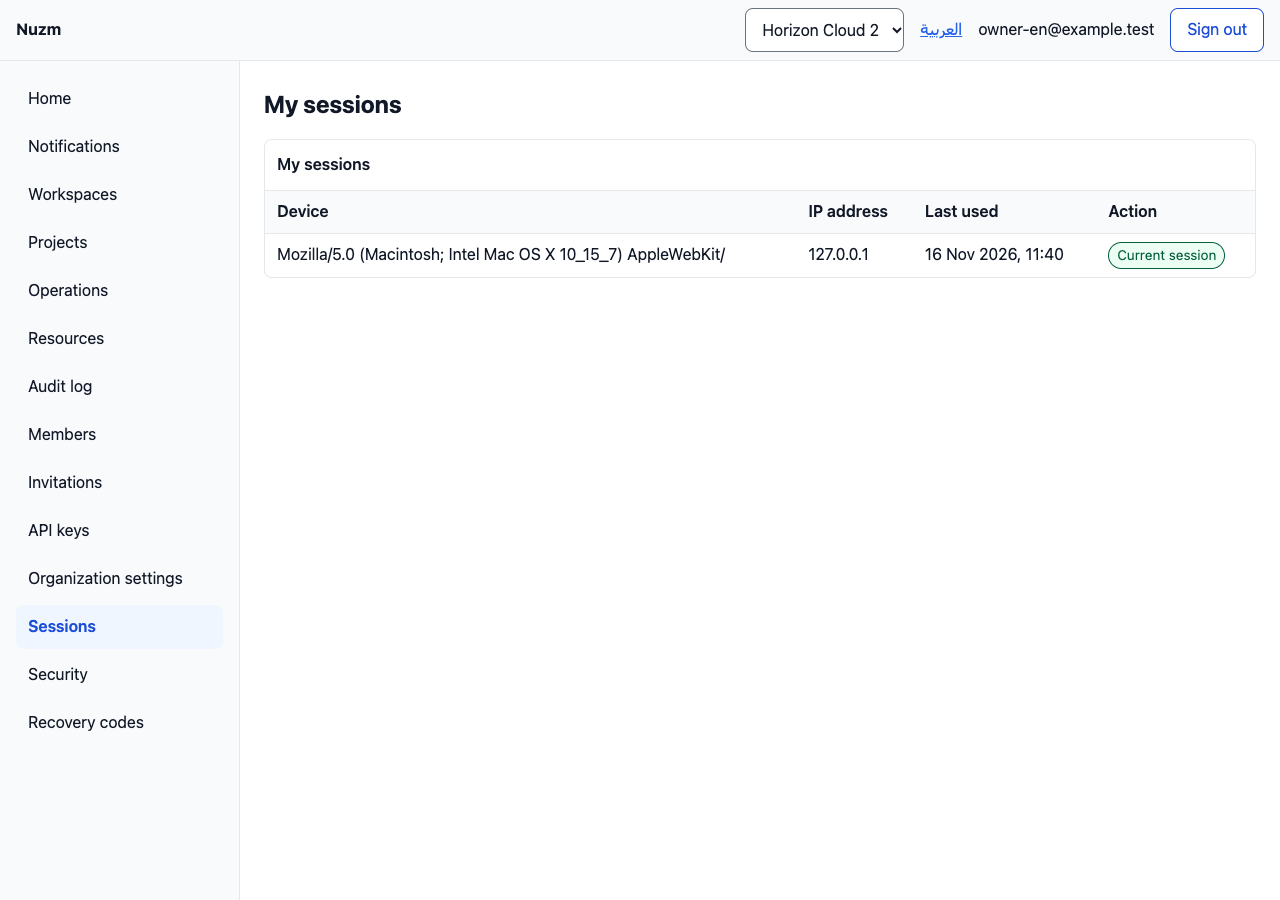 Nuzm
Horizon Cloud 2
العربية
owner-en@example.test
Sign out
Home
Notifications
Workspaces
Projects
Operations
Resources
Audit log
Members
Invitations
API keys
Organization settings
Sessions
Security
Recovery codes
My sessions
My sessions
Device IP address Last used Action
Mozilla/5.0 (Macintosh; Intel Mac OS X 10_15_7) AppleWebKit/ 127.0.0.1 16 Nov 2026, 11:40 Current session